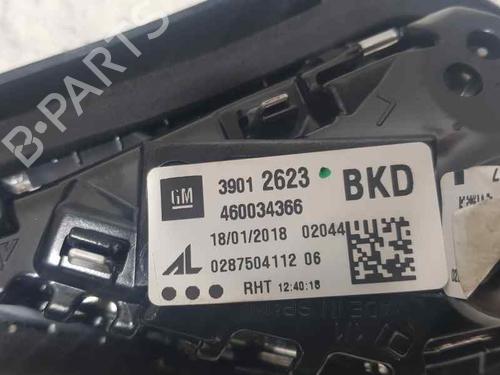 B-PARTS
GM 3901 2623 BKD
460034366
18/01/2018 02044
AL 0287504112 06
RHT 12:40:18